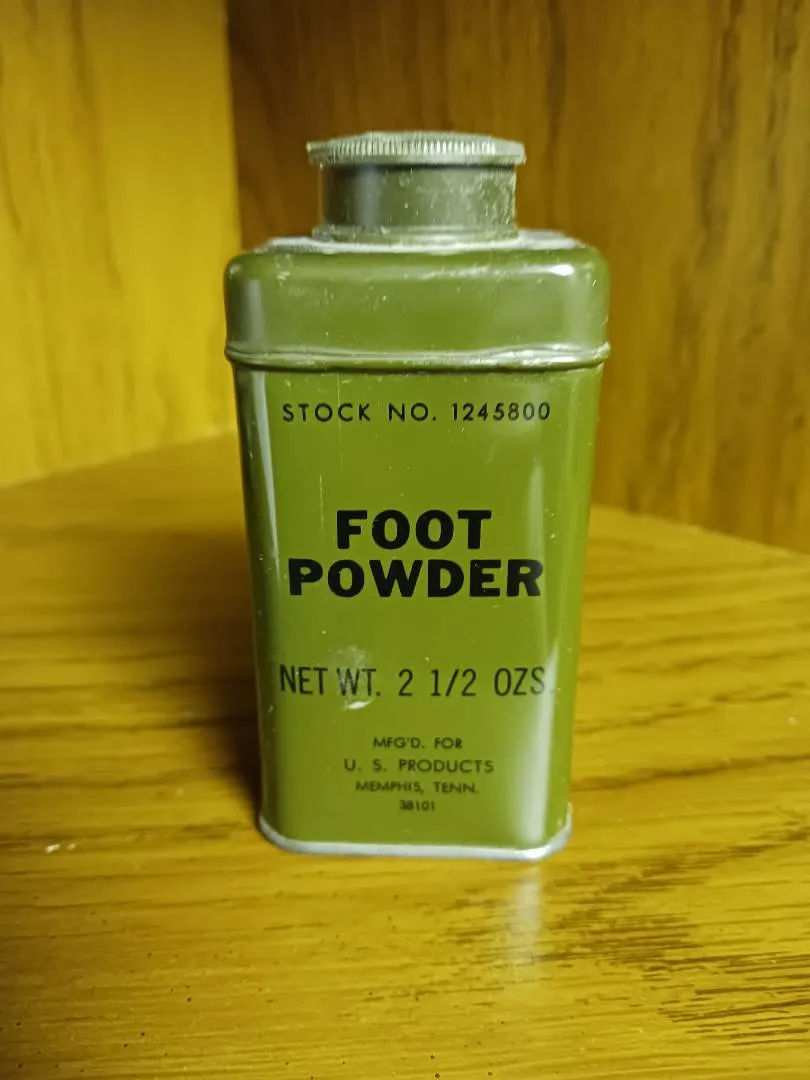 STOCK NO. 1245800
FOOT
POWDER
NET WT. 2 1/2 OZS.
MFG'D. FOR
U. S. PRODUCTS
MEMPHIS, TENN.
38101